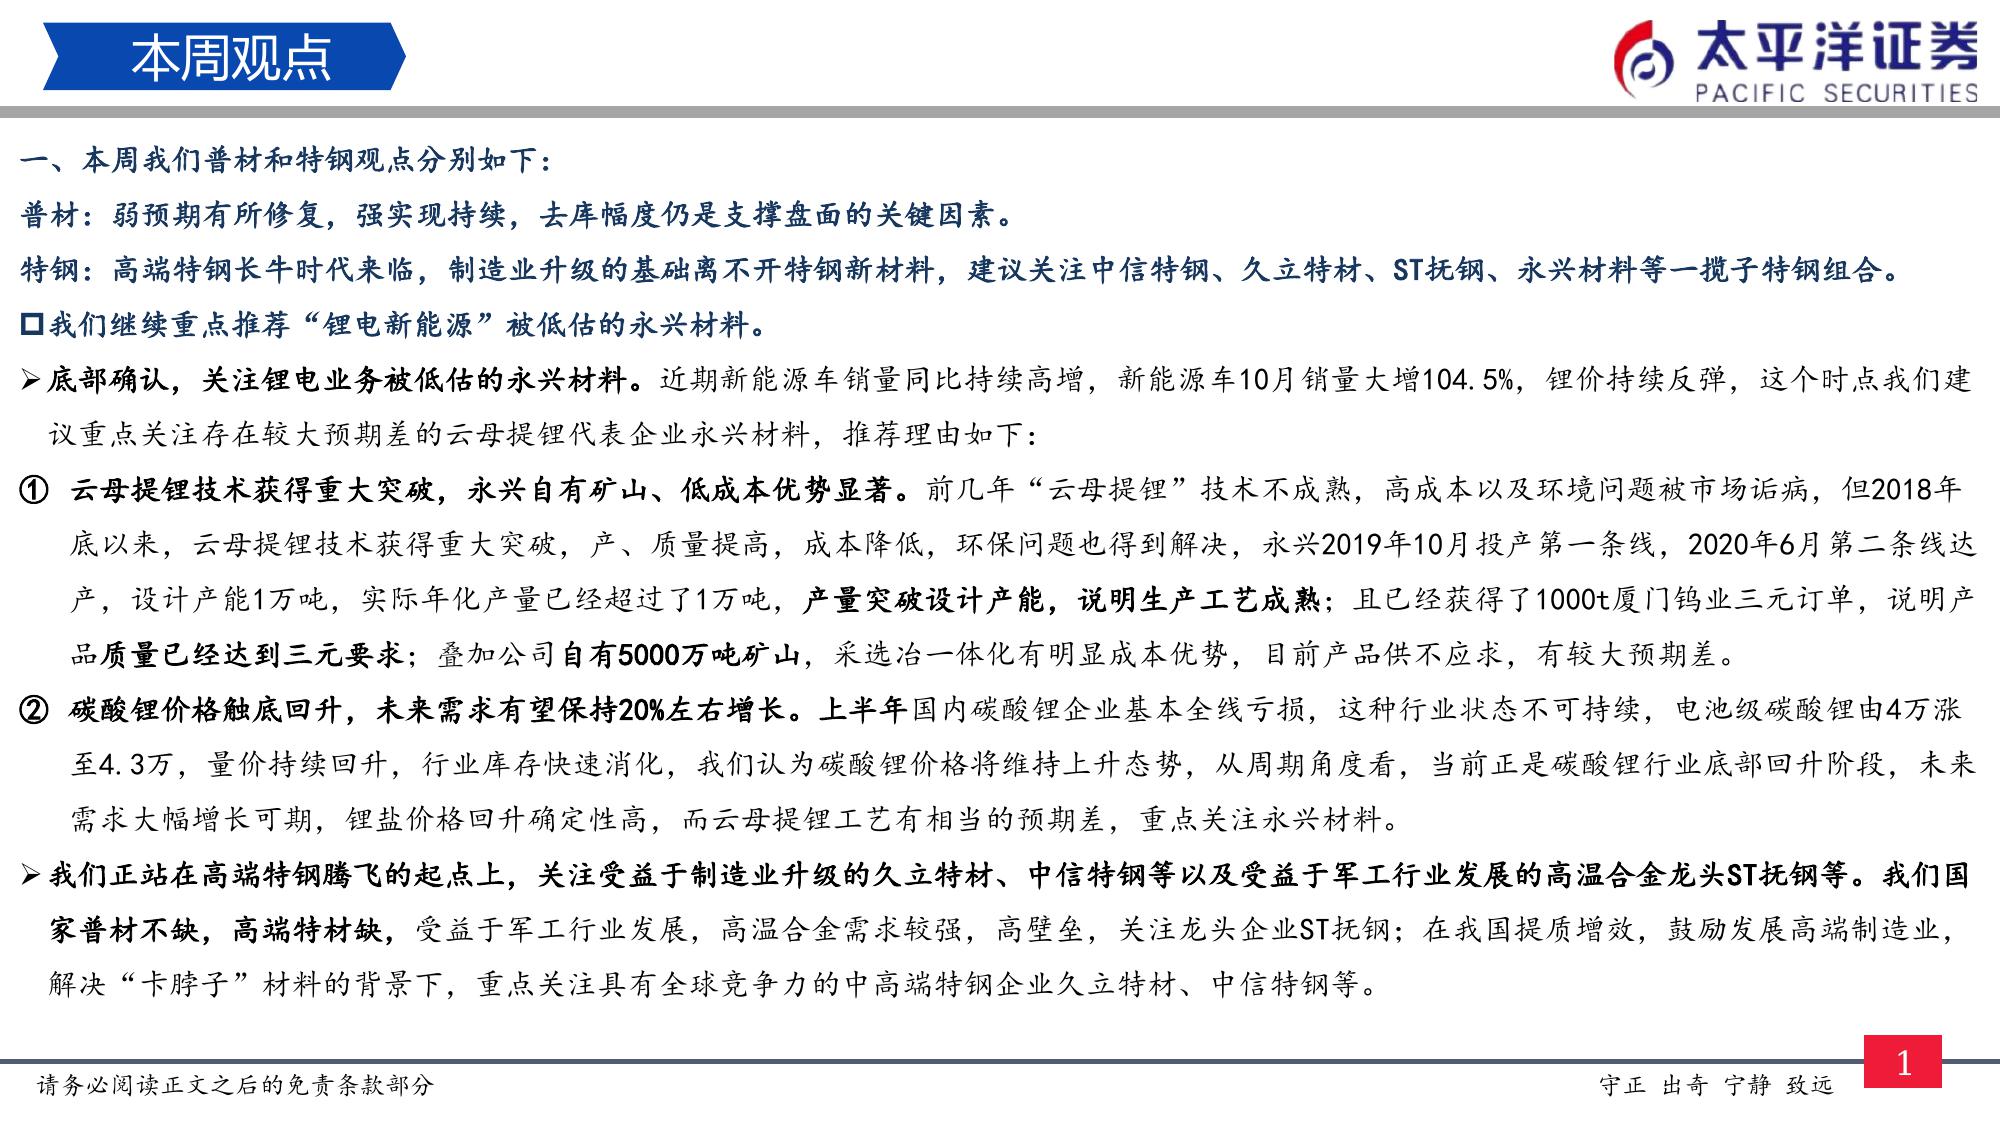 本周观点
太平洋证券
PACIFIC SECURITIES
一、本周我们普材和特钢观点分别如下：
普材：弱预期有所修复，强实现持续，去库幅度仍是支撑盘面的关键因素。
特钢：高端特钢长牛时代来临，制造业升级的基础离不开特钢新材料，建议关注中信特钢、久立特材、ST抚钢、永兴材料等一揽子特钢组合。
□我们继续重点推荐“锂电新能源”被低估的永兴材料。
➢底部确认，关注锂电业务被低估的永兴材料。近期新能源车销量同比持续高增，新能源车10月销量大增104.5%，锂价持续反弹，这个时点我们建
议重点关注存在较大预期差的云母提锂代表企业永兴材料，推荐理由如下：
① 云母提锂技术获得重大突破，永兴自有矿山、低成本优势显著。前几年“云母提锂”技术不成熟，高成本以及环境问题被市场诟病，但2018年
底以来，云母提锂技术获得重大突破，产、质量提高，成本降低，环保问题也得到解决，永兴2019年10月投产第一条线，2020年6月第二条线达
产，设计产能1万吨，实际年化产量已经超过了1万吨，产量突破设计产能，说明生产工艺成熟；且已经获得了1000t厦门钨业三元订单，说明产
品质量已经达到三元要求；叠加公司自有5000万吨矿山，采选冶一体化有明显成本优势，目前产品供不应求，有较大预期差。
② 碳酸锂价格触底回升，未来需求有望保持20%左右增长。上半年国内碳酸锂企业基本全线亏损，这种行业状态不可持续，电池级碳酸锂由4万涨
至4.3万，量价持续回升，行业库存快速消化，我们认为碳酸锂价格将维持上升态势，从周期角度看，当前正是碳酸锂行业底部回升阶段，未来
需求大幅增长可期，锂盐价格回升确定性高，而云母提锂工艺有相当的预期差，重点关注永兴材料。
➢我们正站在高端特钢腾飞的起点上，关注受益于制造业升级的久立特材、中信特钢等以及受益于军工行业发展的高温合金龙头ST抚钢等。我们国
家普材不缺，高端特材缺，受益于军工行业发展，高温合金需求较强，高壁垒，关注龙头企业ST抚钢；在我国提质增效，鼓励发展高端制造业，
解决“卡脖子”材料的背景下，重点关注具有全球竞争力的中高端特钢企业久立特材、中信特钢等。
请务必阅读正文之后的免责条款部分
守正 出奇 宁静 致远
1